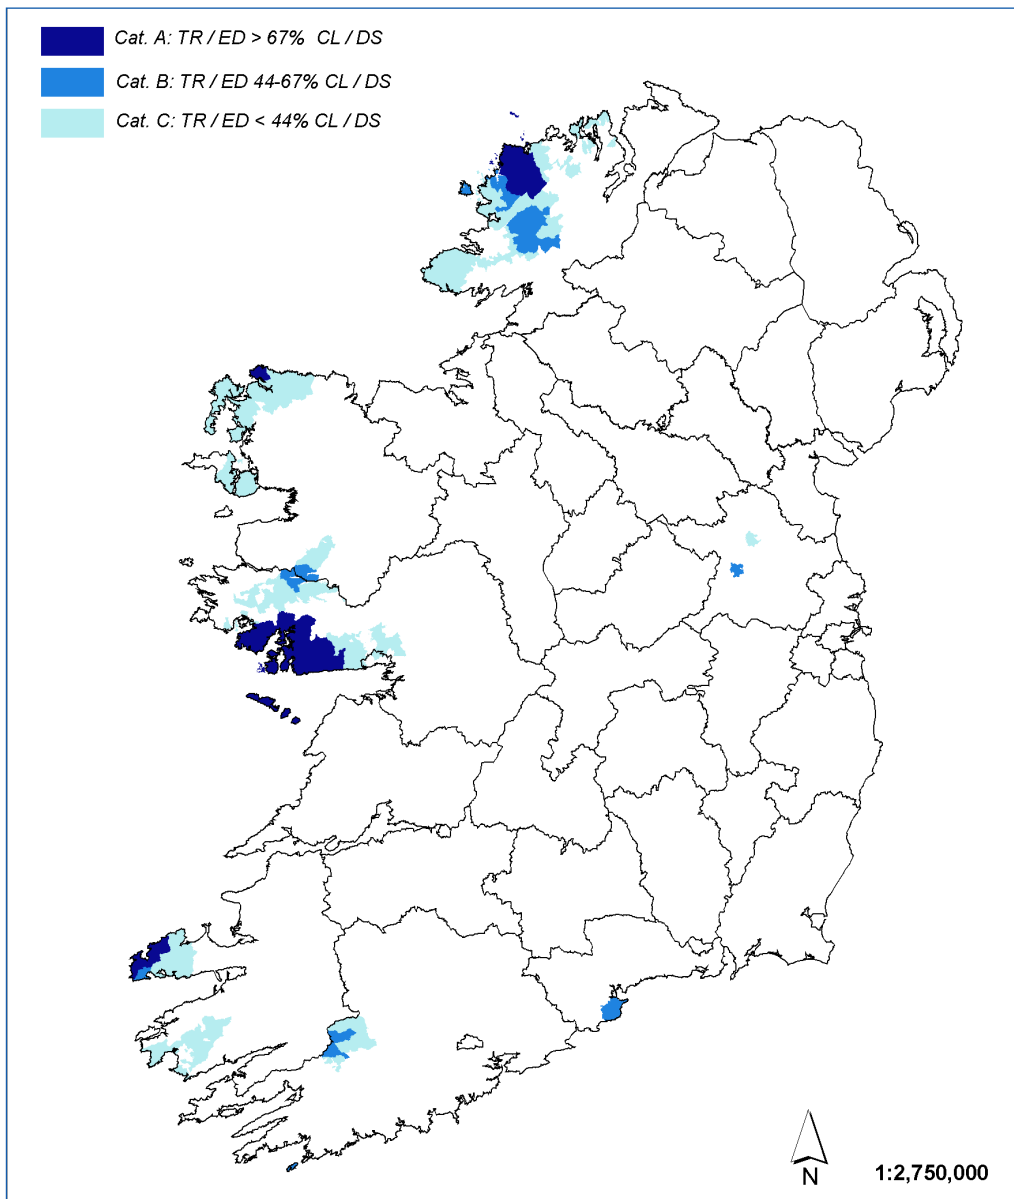 Cat. A: TR / ED > 67% CL / DS
Cat. B: TR / ED 44-67% CL / DS
Cat. C: TR / ED < 44% CL / DS
N
1:2,750,000